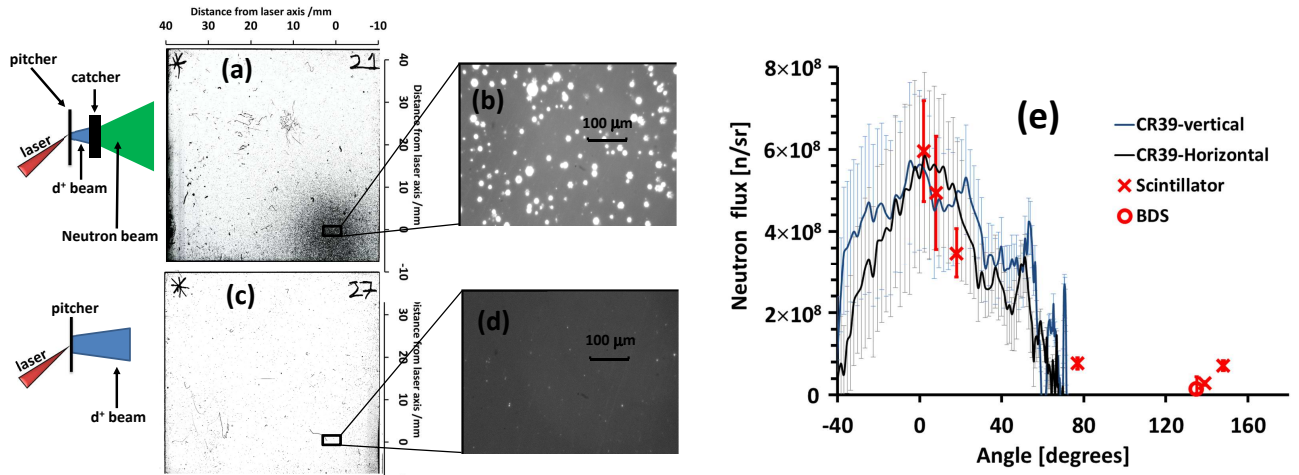 Distance from laser axis /mm
40 30 20 10 0 -10
pitcher
catcher
laser
d⁺ beam
Neutron beam
(a)
21
40
30
20
10
0
-10
Distance from laser axis /mm
(b)
100 µm
pitcher
laser
d⁺ beam
(c)
27
30
20
10
0
Distance from laser axis /mm
(d)
100 µm
8×10⁸
6×10⁸
4×10⁸
2×10⁸
0
Neutron flux [n/sr]
-40 0 40 80 120 160
Angle [degrees]
(e)
CR39-vertical
CR39-Horizontal
Scintillator
BDS